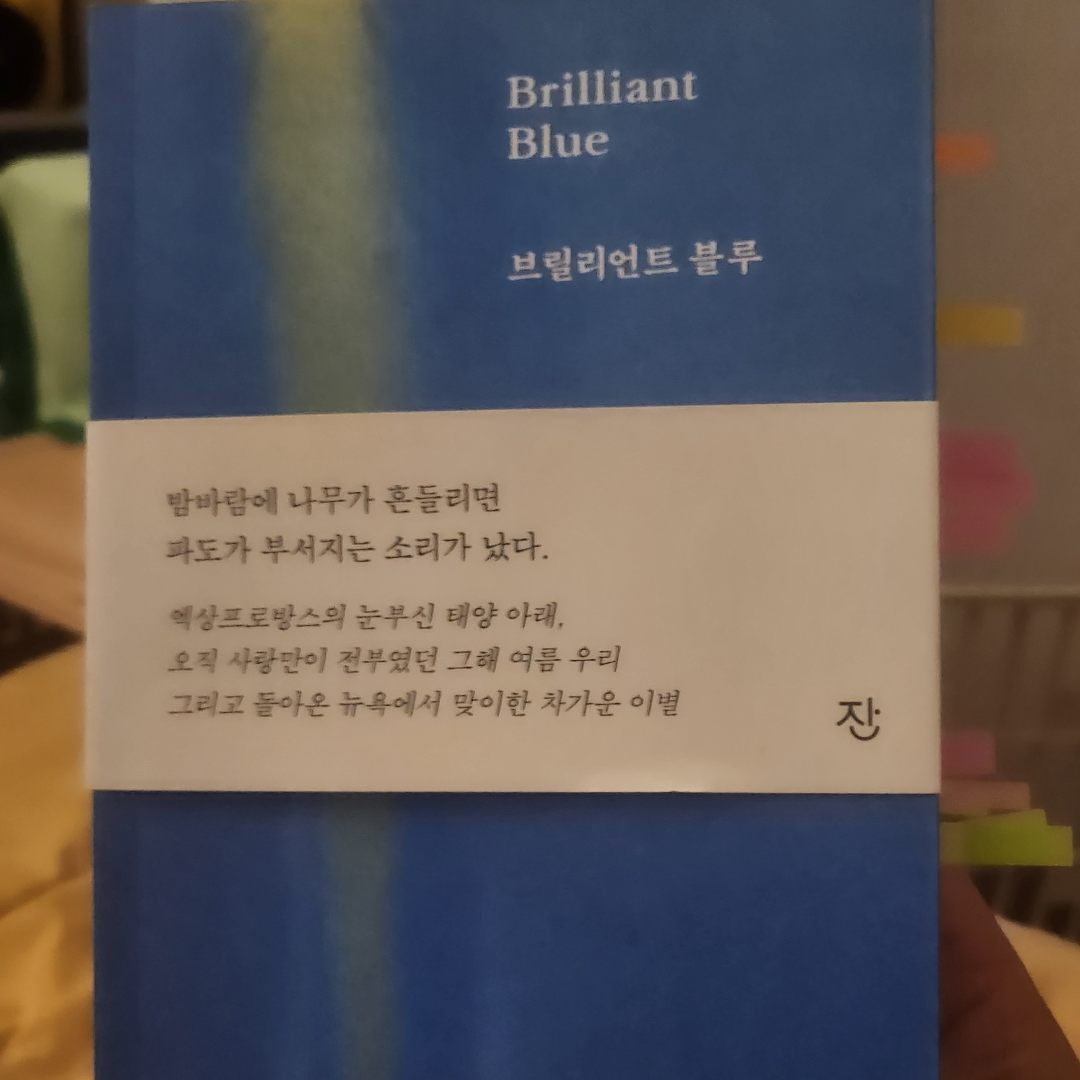 Brilliant
Blue
브릴리언트 블루
밤바람에 나무가 흔들리면
파도가 부서지는 소리가 났다.
엑상프로방스의 눈부신 태양 아래,
오직 사랑만이 전부였던 그해 여름 우리
그리고 돌아온 뉴욕에서 맞이한 차가운 이별
잔